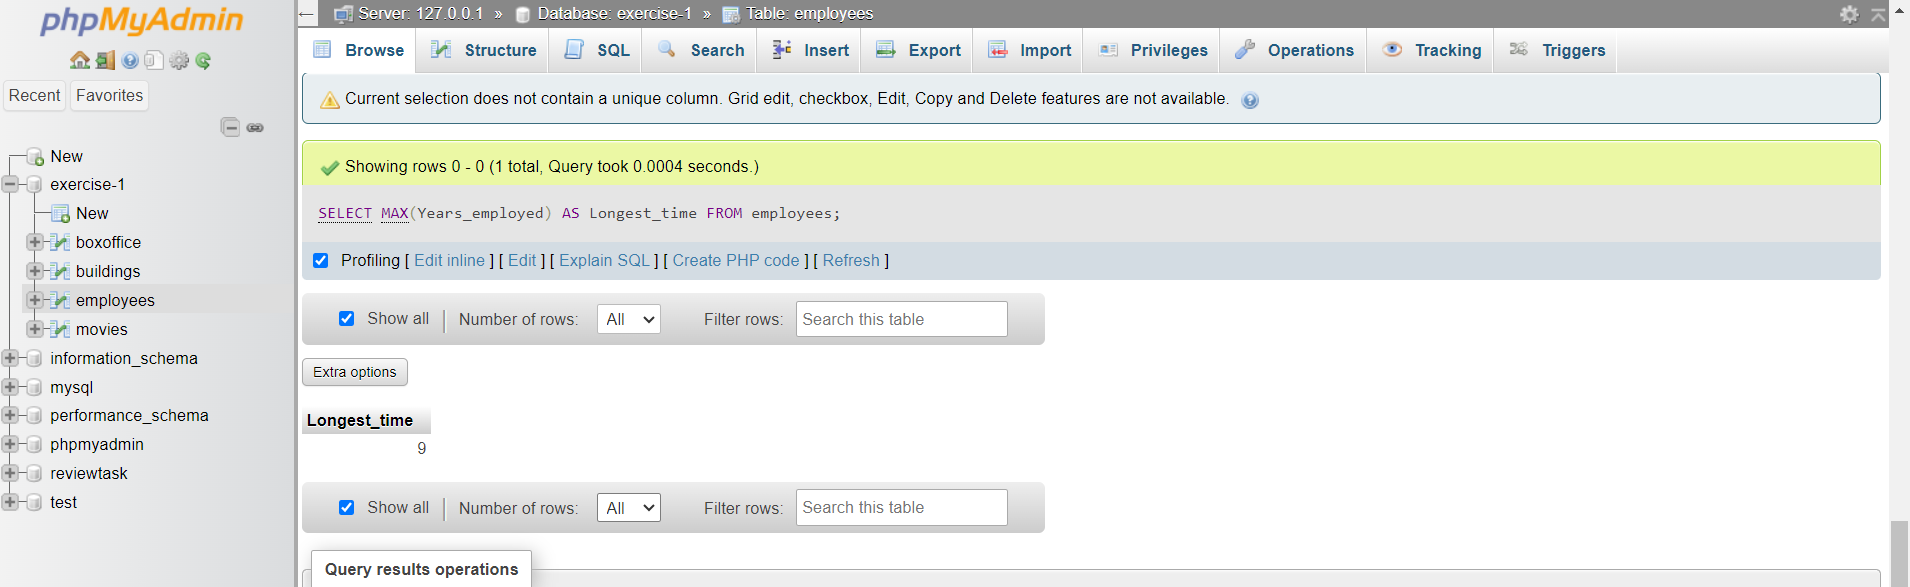 phpMyAdmin
Recent Favorites
New
exercise-1
New
boxoffice
buildings
employees
movies
information_schema
mysql
performance_schema
phpmyadmin
reviewtask
test
Server: 127.0.0.1 » Database: exercise-1 » Table: employees
Browse Structure SQL Search Insert Export Import Privileges Operations Tracking Triggers
Current selection does not contain a unique column. Grid edit, checkbox, Edit, Copy and Delete features are not available.
Showing rows 0 - 0 (1 total, Query took 0.0004 seconds.)
SELECT MAX(Years_employed) AS Longest_time FROM employees;
Profiling [ Edit inline ] [ Edit ] [ Explain SQL ] [ Create PHP code ] [ Refresh ]
Show all Number of rows: All Filter rows: Search this table
Extra options
Longest_time
9
Show all Number of rows: All Filter rows: Search this table
Query results operations